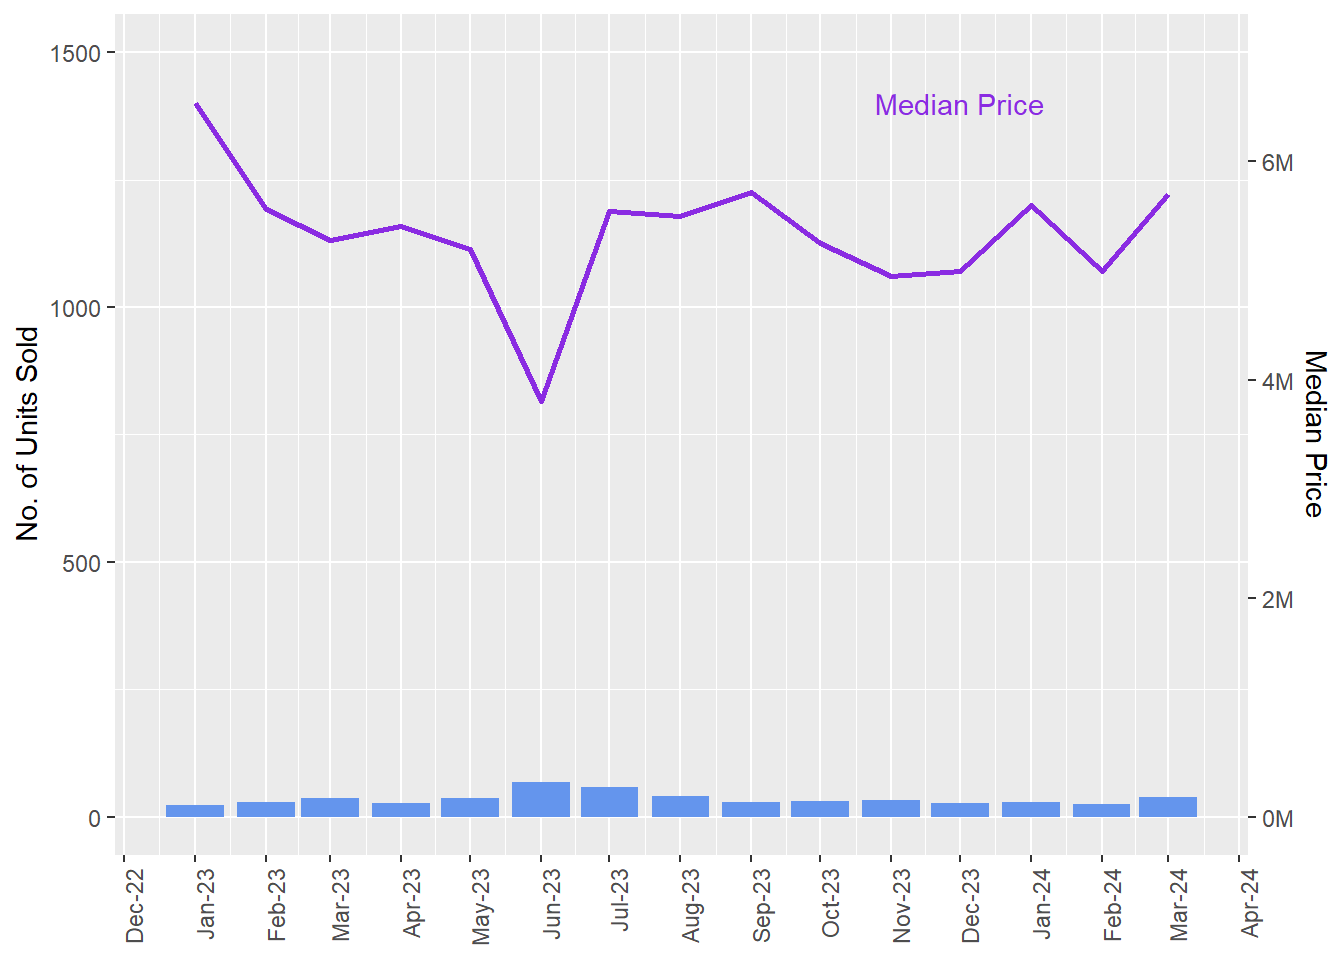 1500
1000
500
0
No. of Units Sold
Median Price
6M
4M
2M
0M
Median Price
Dec-22
Jan-23
Feb-23
Mar-23
Apr-23
May-23
Jun-23
Jul-23
Aug-23
Sep-23
Oct-23
Nov-23
Dec-23
Jan-24
Feb-24
Mar-24
Apr-24